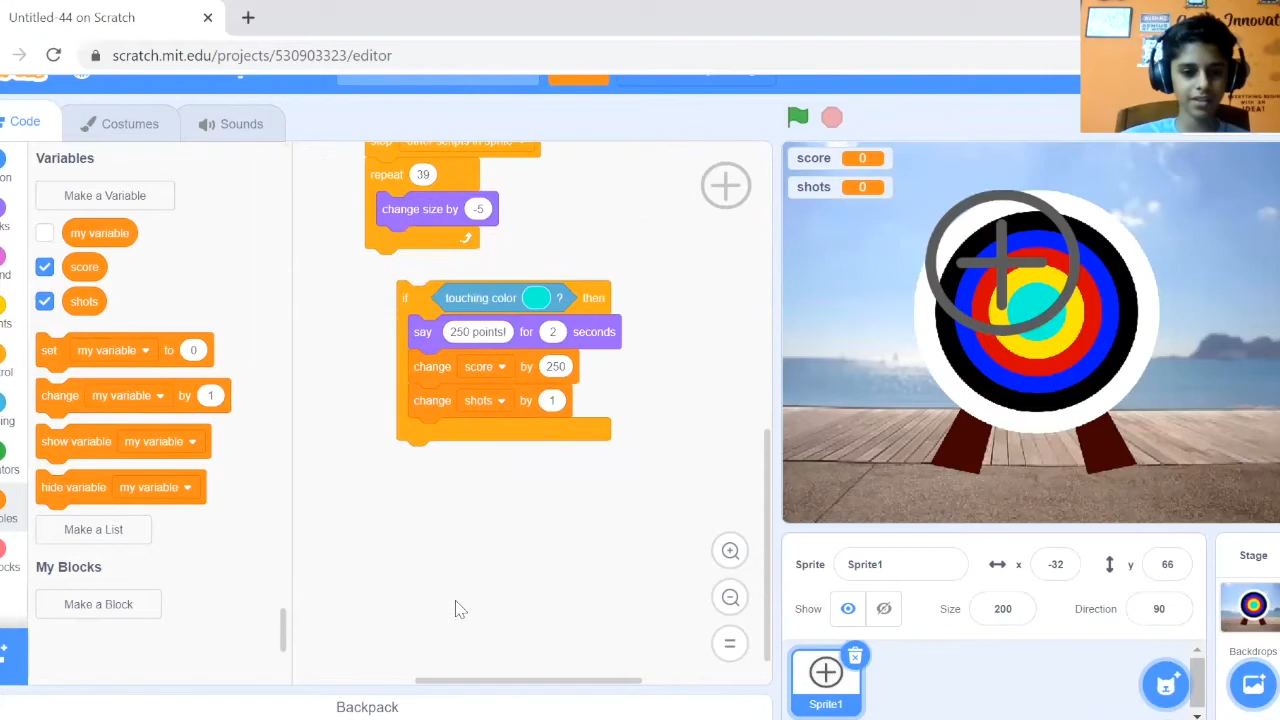 Untitled-44 on Scratch
scratch.mit.edu/projects/530903323/editor
Code
Costumes
Sounds
Variables
Make a Variable
my variable
score
shots
set my variable to 0
change my variable by 1
show variable my variable
hide variable my variable
Make a List
My Blocks
Make a Block
repeat 39
change size by -5
if touching color ? then
say 250 points! for 2 seconds
change score by 250
change shots by 1
Backpack
score 0
shots 0
Sprite Sprite1 x -32 y 66
Show Size 200 Direction 90
Sprite1
Stage
Backdrops